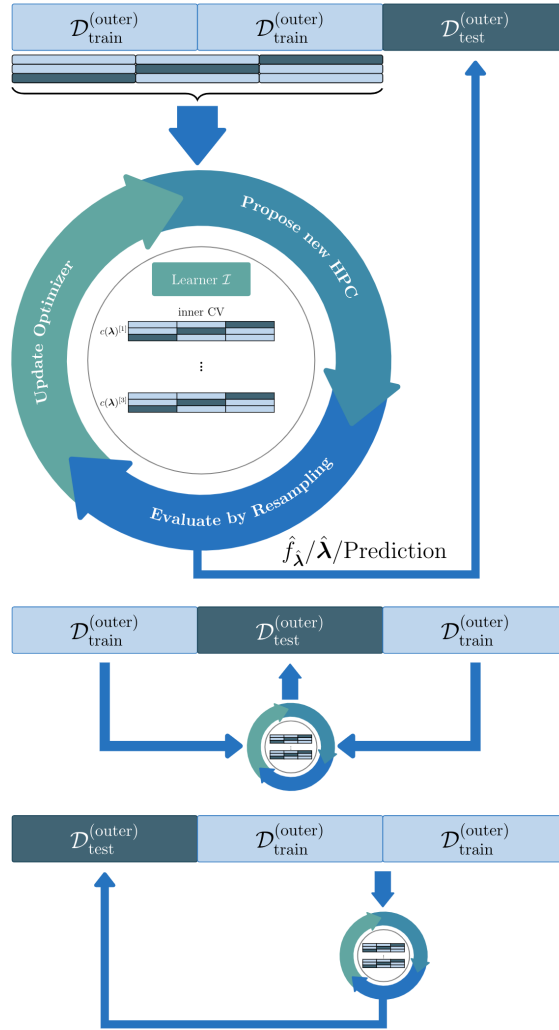 𝒟_train^(outer) 𝒟_train^(outer) 𝒟_test^(outer)
Propose new HPC
Update Optimizer
Learner ℐ
inner CV
c(𝝀)^[1]
⋮
c(𝝀)^[3]
Evaluate by Resampling
f̂_𝝀̂/𝝀̂/Prediction
𝒟_train^(outer) 𝒟_test^(outer) 𝒟_train^(outer)
𝒟_test^(outer) 𝒟_train^(outer) 𝒟_train^(outer)